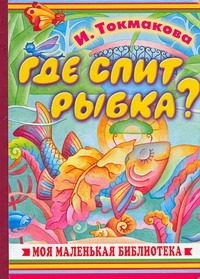 И. Токмакова
ГДЕ СПИТ
РЫБКА?
МОЯ МАЛЕНЬКАЯ БИБЛИОТЕКА